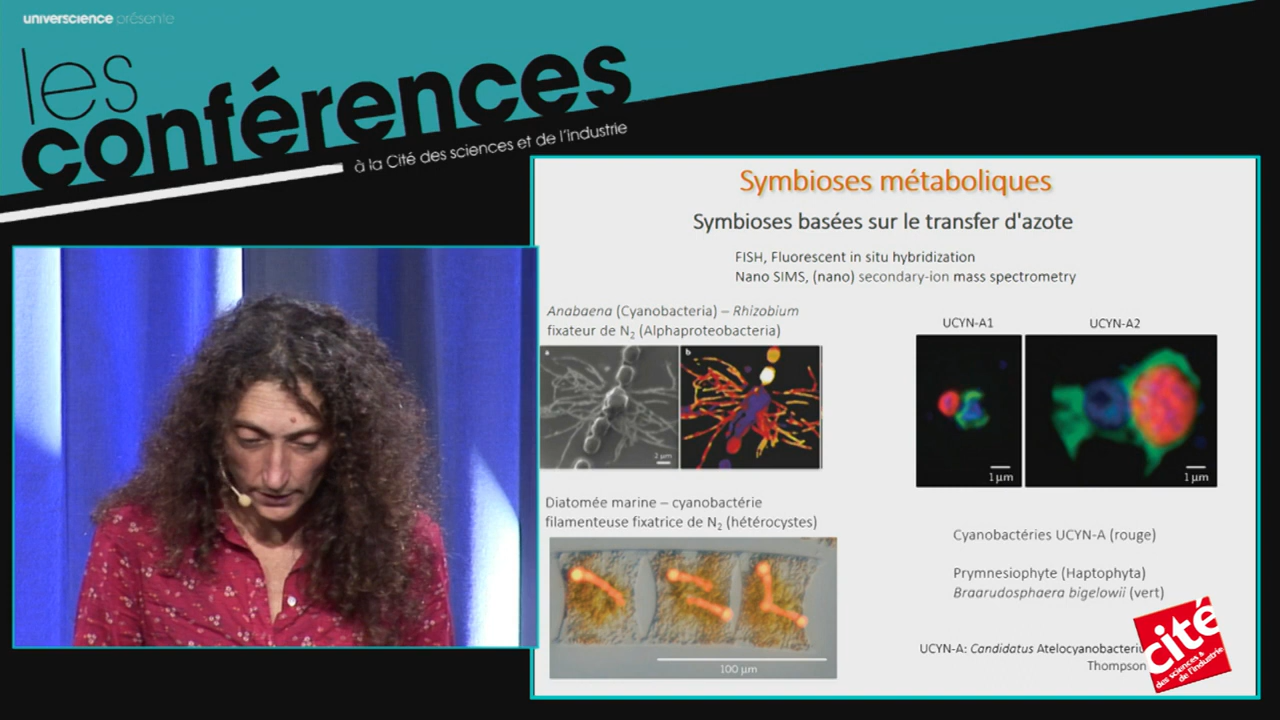 universcience présente
les
conférences
à la Cité des sciences et de l'industrie
Symbioses métaboliques
Symbioses basées sur le transfer d'azote
FISH, Fluorescent in situ hybridization
Nano SIMS, (nano) secondary-ion mass spectrometry
Anabaena (Cyanobacteria) – Rhizobium
fixateur de N₂ (Alphaproteobacteria)
a
b
2 µm
UCYN-A1
UCYN-A2
1 µm
1 µm
Diatomée marine – cyanobactérie
filamenteuse fixatrice de N₂ (hétérocystes)
100 µm
Cyanobactéries UCYN-A (rouge)
Prymnesiophyte (Haptophyta)
Braarudosphaera bigelowii (vert)
UCYN-A: Candidatus
Thompson
cité
des sciences &
de l'industrie